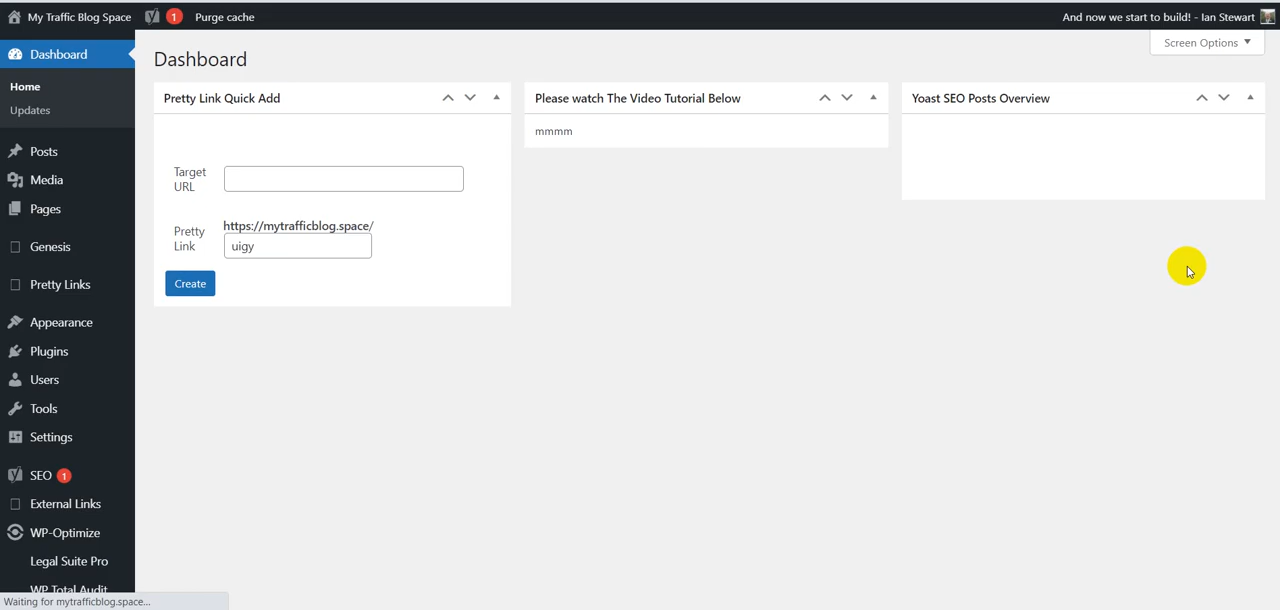 My Traffic Blog Space
1
Purge cache
And now we start to build! - Ian Stewart
Screen Options
Dashboard
Home
Updates
Posts
Media
Pages
Genesis
Pretty Links
Appearance
Plugins
Users
Tools
Settings
SEO 1
External Links
WP-Optimize
Legal Suite Pro
WP Total Audit
Waiting for mytrafficblog.space...
Dashboard
Pretty Link Quick Add
Target
URL
Pretty
Link
https://mytrafficblog.space/
uigy
Create
Please watch The Video Tutorial Below
mmmm
Yoast SEO Posts Overview